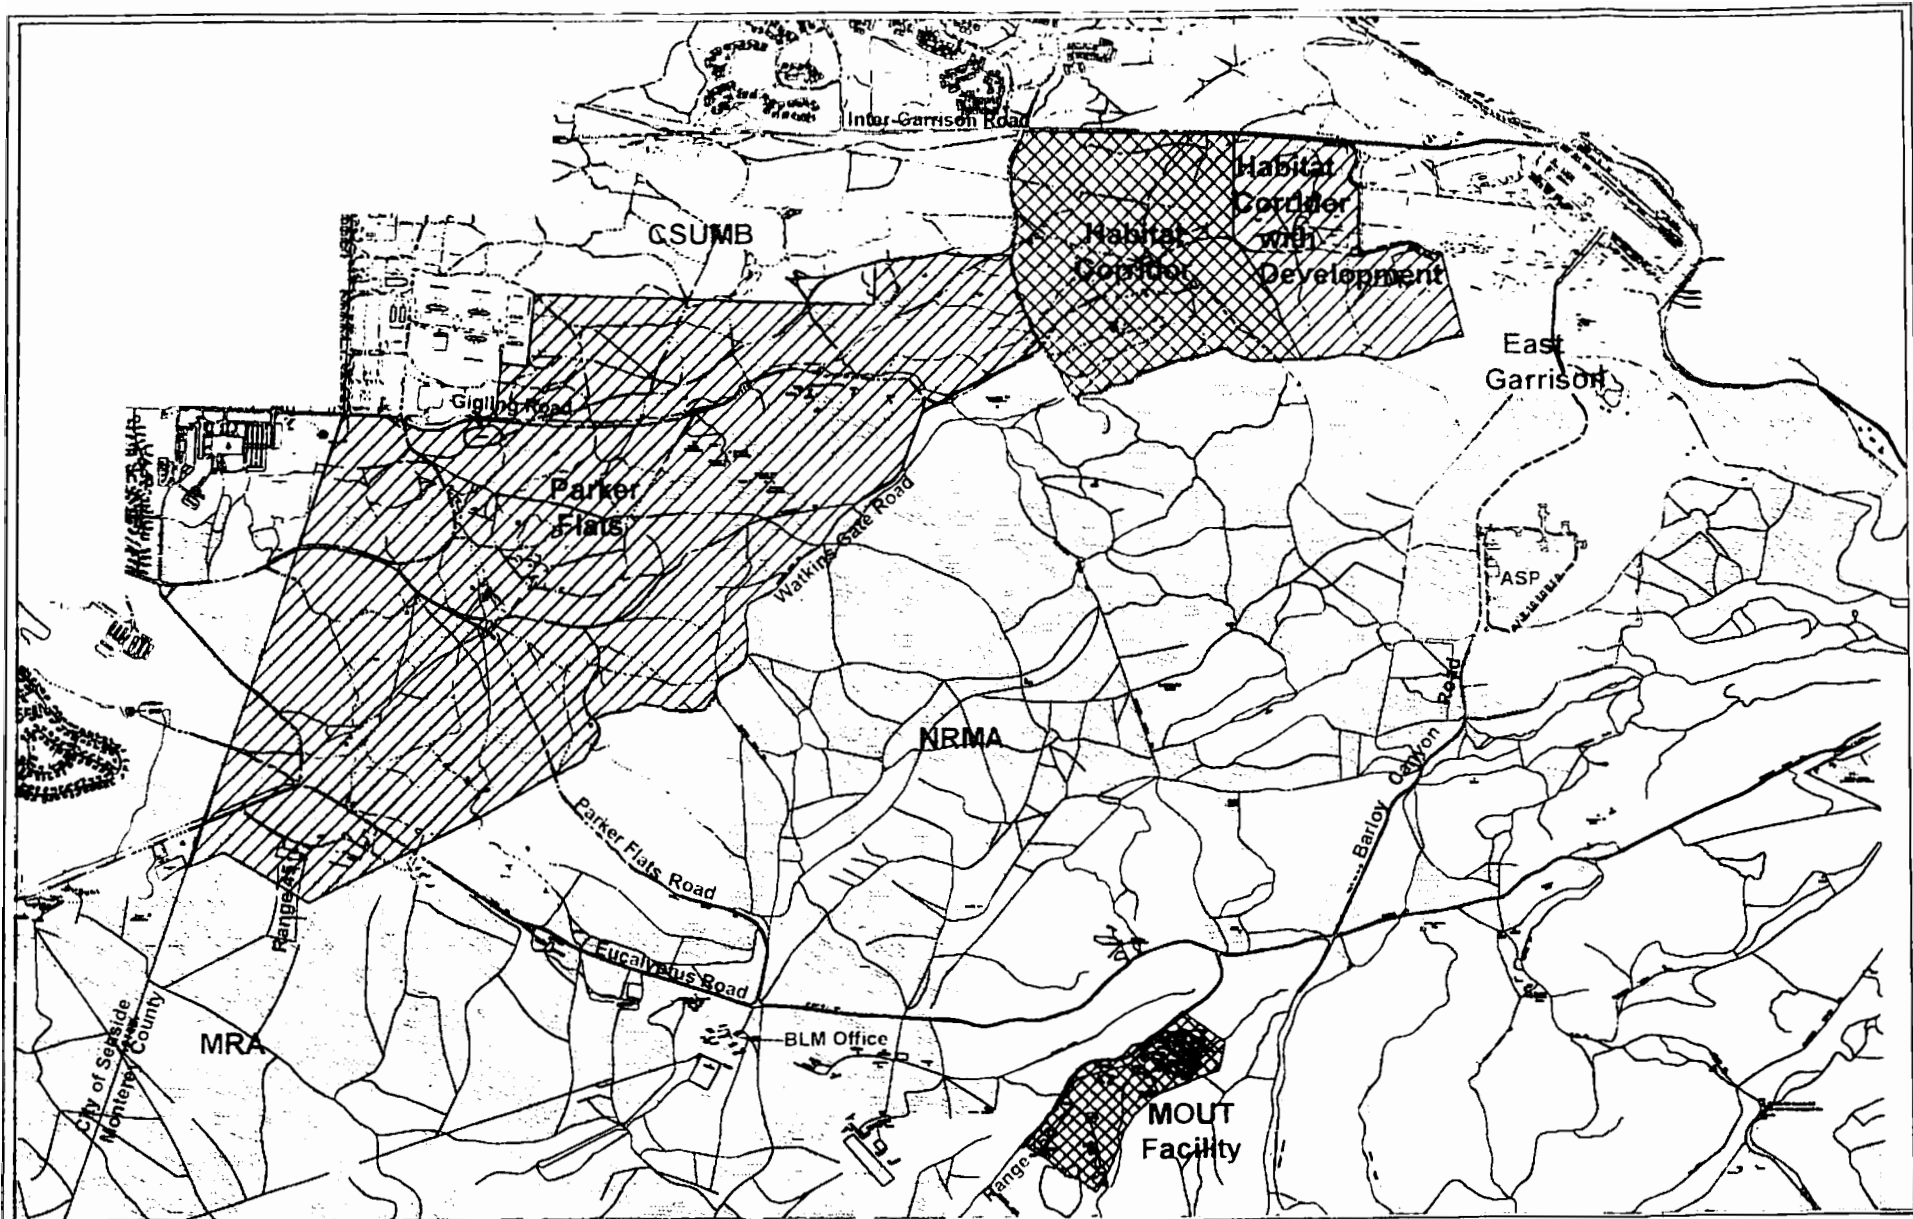 Inter-Garrison Road
Habitat
Corridor
with
Development
CSUMB
Habitat
Corridor
East
Garrison
Gigling Road
Parker
Flats
Watkins Gate Road
ASP
NRMA
Barloy Canyon Road
Parker Flats Road
Range 45
Eucalyptus Road
BLM Office
MRA
City of Seaside
Monterey County
MOUT
Facility
Range